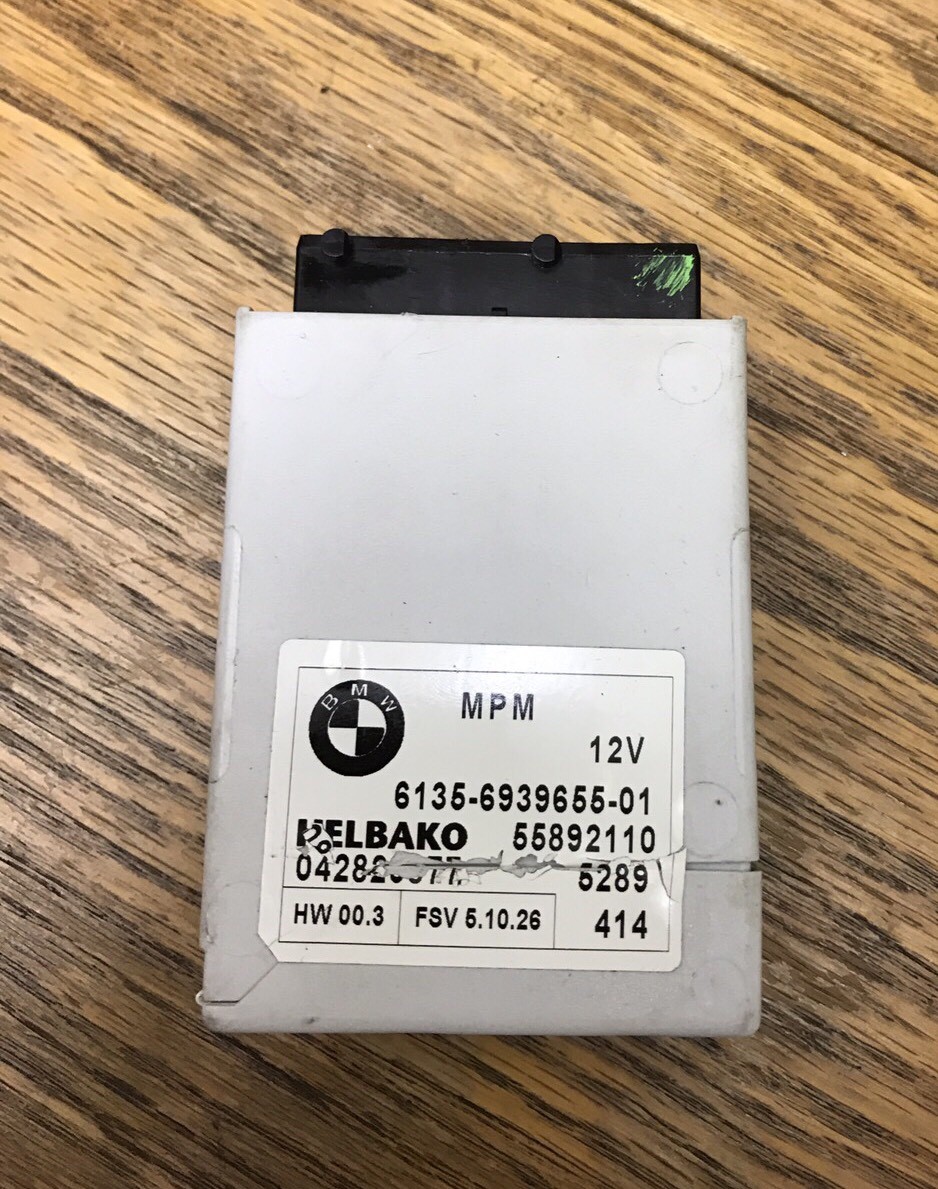 BMW
MPM
12V
6135-6939655-01
HELBAKO 55892110
5289
HW 00.3 FSV 5.10.26 414